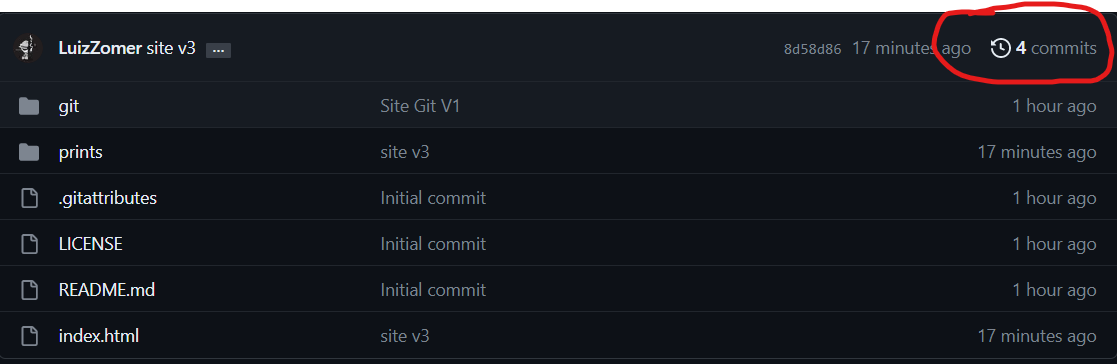 LuizZomer site v3 ... 8d58d86 17 minutes ago 4 commits
git Site Git V1 1 hour ago
prints site v3 17 minutes ago
.gitattributes Initial commit 1 hour ago
LICENSE Initial commit 1 hour ago
README.md Initial commit 1 hour ago
index.html site v3 17 minutes ago